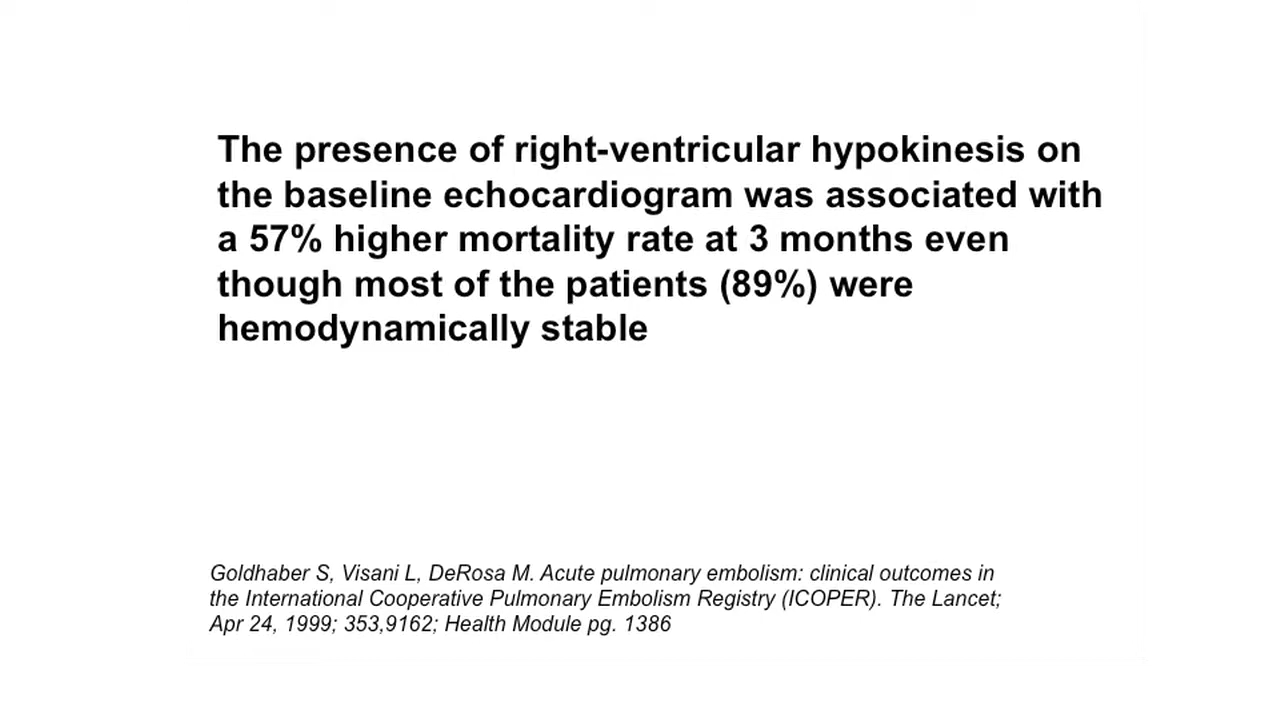 The presence of right-ventricular hypokinesis on
the baseline echocardiogram was associated with
a 57% higher mortality rate at 3 months even
though most of the patients (89%) were
hemodynamically stable
Goldhaber S, Visani L, DeRosa M. Acute pulmonary embolism: clinical outcomes in
the International Cooperative Pulmonary Embolism Registry (ICOPER). The Lancet;
Apr 24, 1999; 353,9162; Health Module pg. 1386